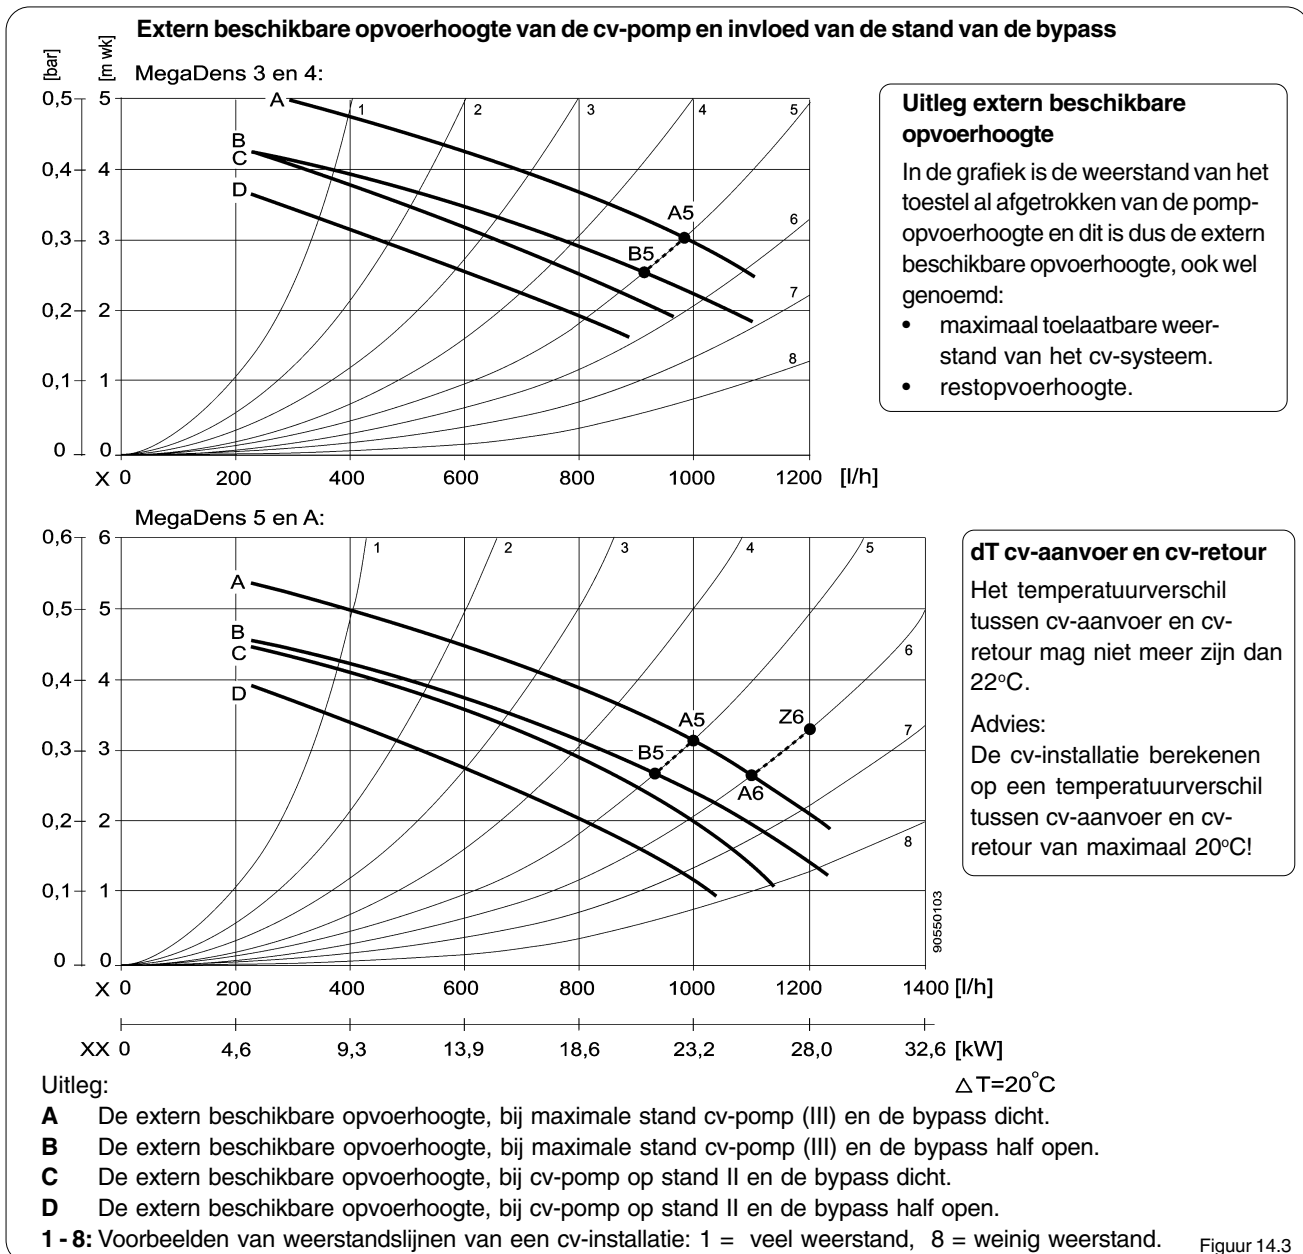 Extern beschikbare opvoerhoogte van de cv-pomp en invloed van de stand van de bypass
[bar] [m wk]
MegaDens 3 en 4:
0,5 5 A 1 2 3 4 5
B
C
0,4 4
D
6
A5
0,3 3
B5
7
0,2 2
8
0,1 1
0 0
X 0 200 400 600 800 1000 1200 [l/h]
Uitleg extern beschikbare
opvoerhoogte
In de grafiek is de weerstand van het
toestel al afgetrokken van de pomp-
opvoerhoogte en dit is dus de extern
beschikbare opvoerhoogte, ook wel
genoemd:
• maximaal toelaatbare weer-
stand van het cv-systeem.
• restopvoerhoogte.
MegaDens 5 en A:
0,6 6 1 2 3 4 5
A
0,5 5
B
C
6
0,4 4
D
A5 Z6
7
0,3 3 B5
A6
0,2 2
8
0,1 1
0 0
X 0 200 400 600 800 1000 1200 1400 [l/h]
90550103
XX 0 4,6 9,3 13,9 18,6 23,2 28,0 32,6 [kW]
△T=20°C
dT cv-aanvoer en cv-retour
Het temperatuurverschil
tussen cv-aanvoer en cv-
retour mag niet meer zijn dan
22°C.
Advies:
De cv-installatie berekenen
op een temperatuurverschil
tussen cv-aanvoer en cv-
retour van maximaal 20°C!
Uitleg:
A De extern beschikbare opvoerhoogte, bij maximale stand cv-pomp (III) en de bypass dicht.
B De extern beschikbare opvoerhoogte, bij maximale stand cv-pomp (III) en de bypass half open.
C De extern beschikbare opvoerhoogte, bij cv-pomp op stand II en de bypass dicht.
D De extern beschikbare opvoerhoogte, bij cv-pomp op stand II en de bypass half open.
1 - 8: Voorbeelden van weerstandslijnen van een cv-installatie: 1 = veel weerstand, 8 = weinig weerstand.
Figuur 14.3